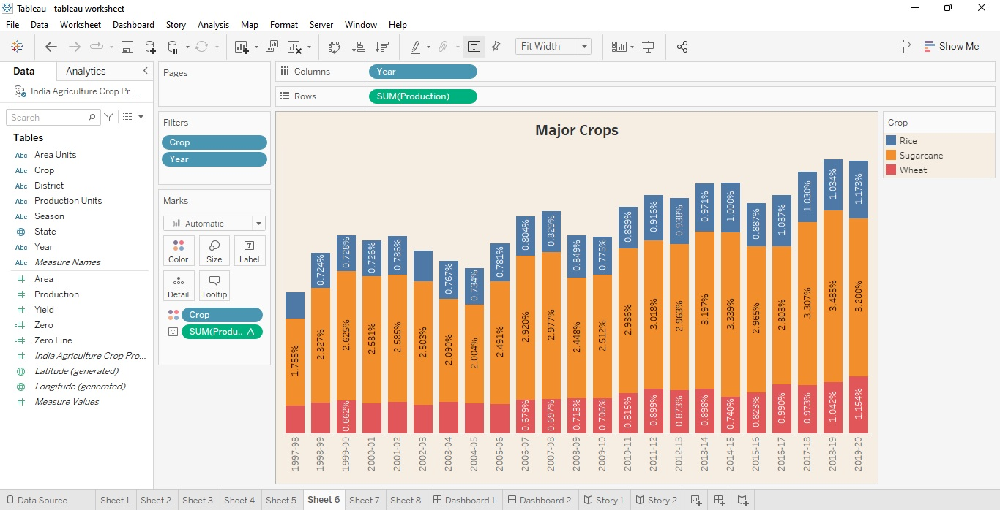 Tableau - tableau worksheet
File Data Worksheet Dashboard Story Analysis Map Format Server Window Help
Fit Width
Show Me
Data Analytics
India Agriculture Crop Pr...
Search
Tables
Abc Area Units
Abc Crop
Abc District
Abc Production Units
Abc Season
State
Abc Year
Abc Measure Names
Area
Production
Yield
Zero
Zero Line
India Agriculture Crop Pro...
Latitude (generated)
Longitude (generated)
Measure Values
Pages
Filters
Crop
Year
Marks
Automatic
Color Size Label
Detail Tooltip
Crop
SUM(Produ.. Δ
Columns Year
Rows SUM(Production)
Major Crops
0.724% 0.728% 0.726% 0.786% 0.767% 0.734% 0.781% 0.804% 0.829% 0.849% 0.775% 0.839% 0.916% 0.938% 0.971% 1.000% 0.887% 1.037% 1.030% 1.034% 1.173%
1.755% 2.327% 2.625% 2.581% 2.585% 2.503% 2.090% 2.004% 2.491% 2.920% 2.977% 2.448% 2.512% 2.936% 3.018% 2.963% 3.197% 3.339% 2.965% 2.803% 3.307% 3.485% 3.200%
0.662% 0.679% 0.697% 0.713% 0.706% 0.815% 0.899% 0.873% 0.898% 0.740% 0.823% 0.990% 0.973% 1.042% 1.154%
1997-98 1998-99 1999-00 2000-01 2001-02 2002-03 2003-04 2004-05 2005-06 2006-07 2007-08 2008-09 2009-10 2010-11 2011-12 2012-13 2013-14 2014-15 2015-16 2016-17 2017-18 2018-19 2019-20
Crop
Rice
Sugarcane
Wheat
Data Source Sheet 1 Sheet 2 Sheet 3 Sheet 4 Sheet 5 Sheet 6 Sheet 7 Sheet 8 Dashboard 1 Dashboard 2 Story 1 Story 2